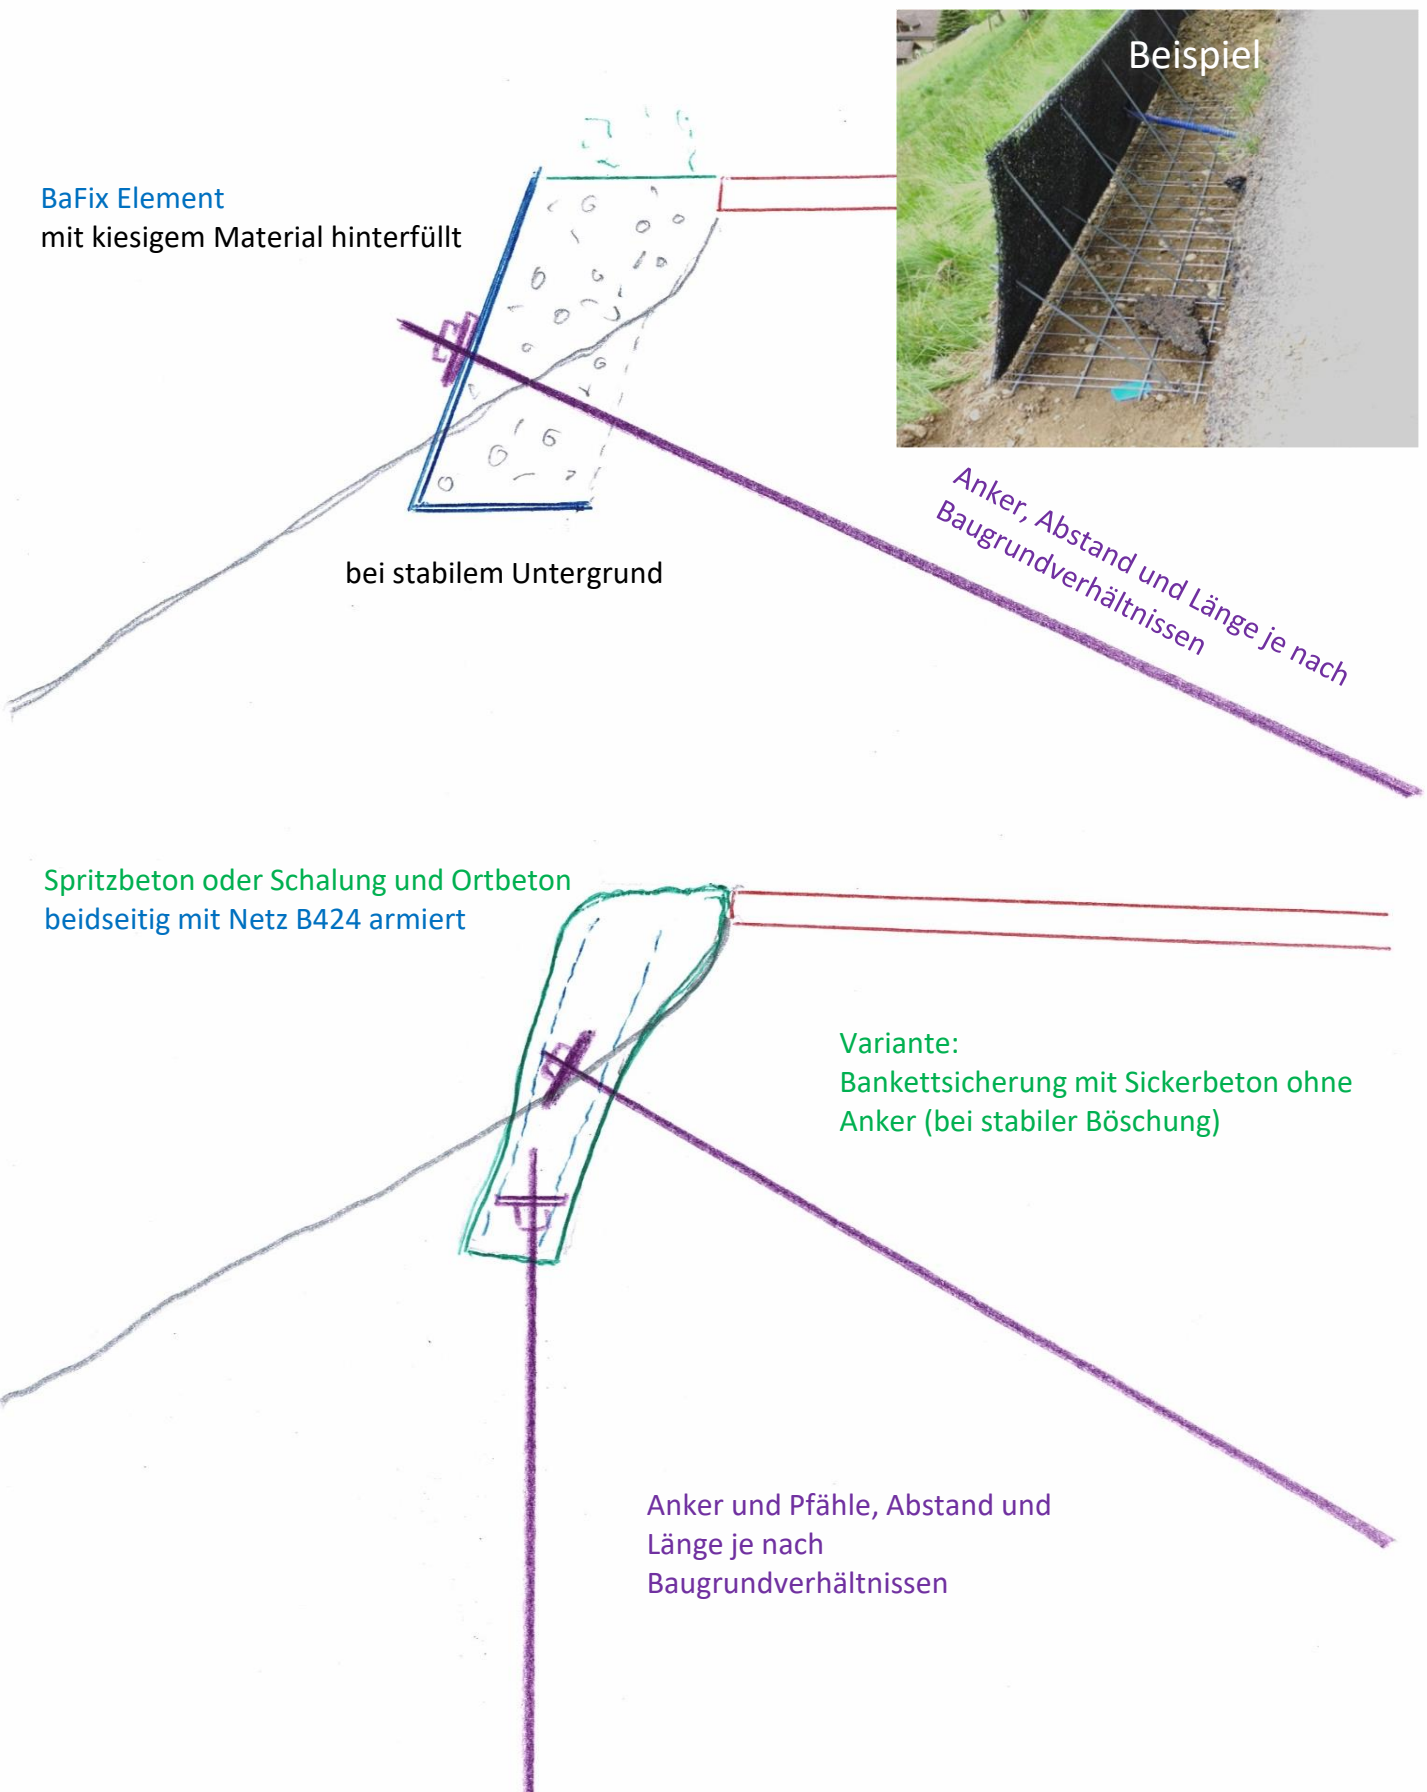 Beispiel
BaFix Element
mit kiesigem Material hinterfüllt
Anker, Abstand und Länge je nach
Baugrundverhältnissen
bei stabilem Untergrund
Spritzbeton oder Schalung und Ortbeton
beidseitig mit Netz B424 armiert
Variante:
Bankettsicherung mit Sickerbeton ohne
Anker (bei stabiler Böschung)
Anker und Pfähle, Abstand und
Länge je nach
Baugrundverhältnissen